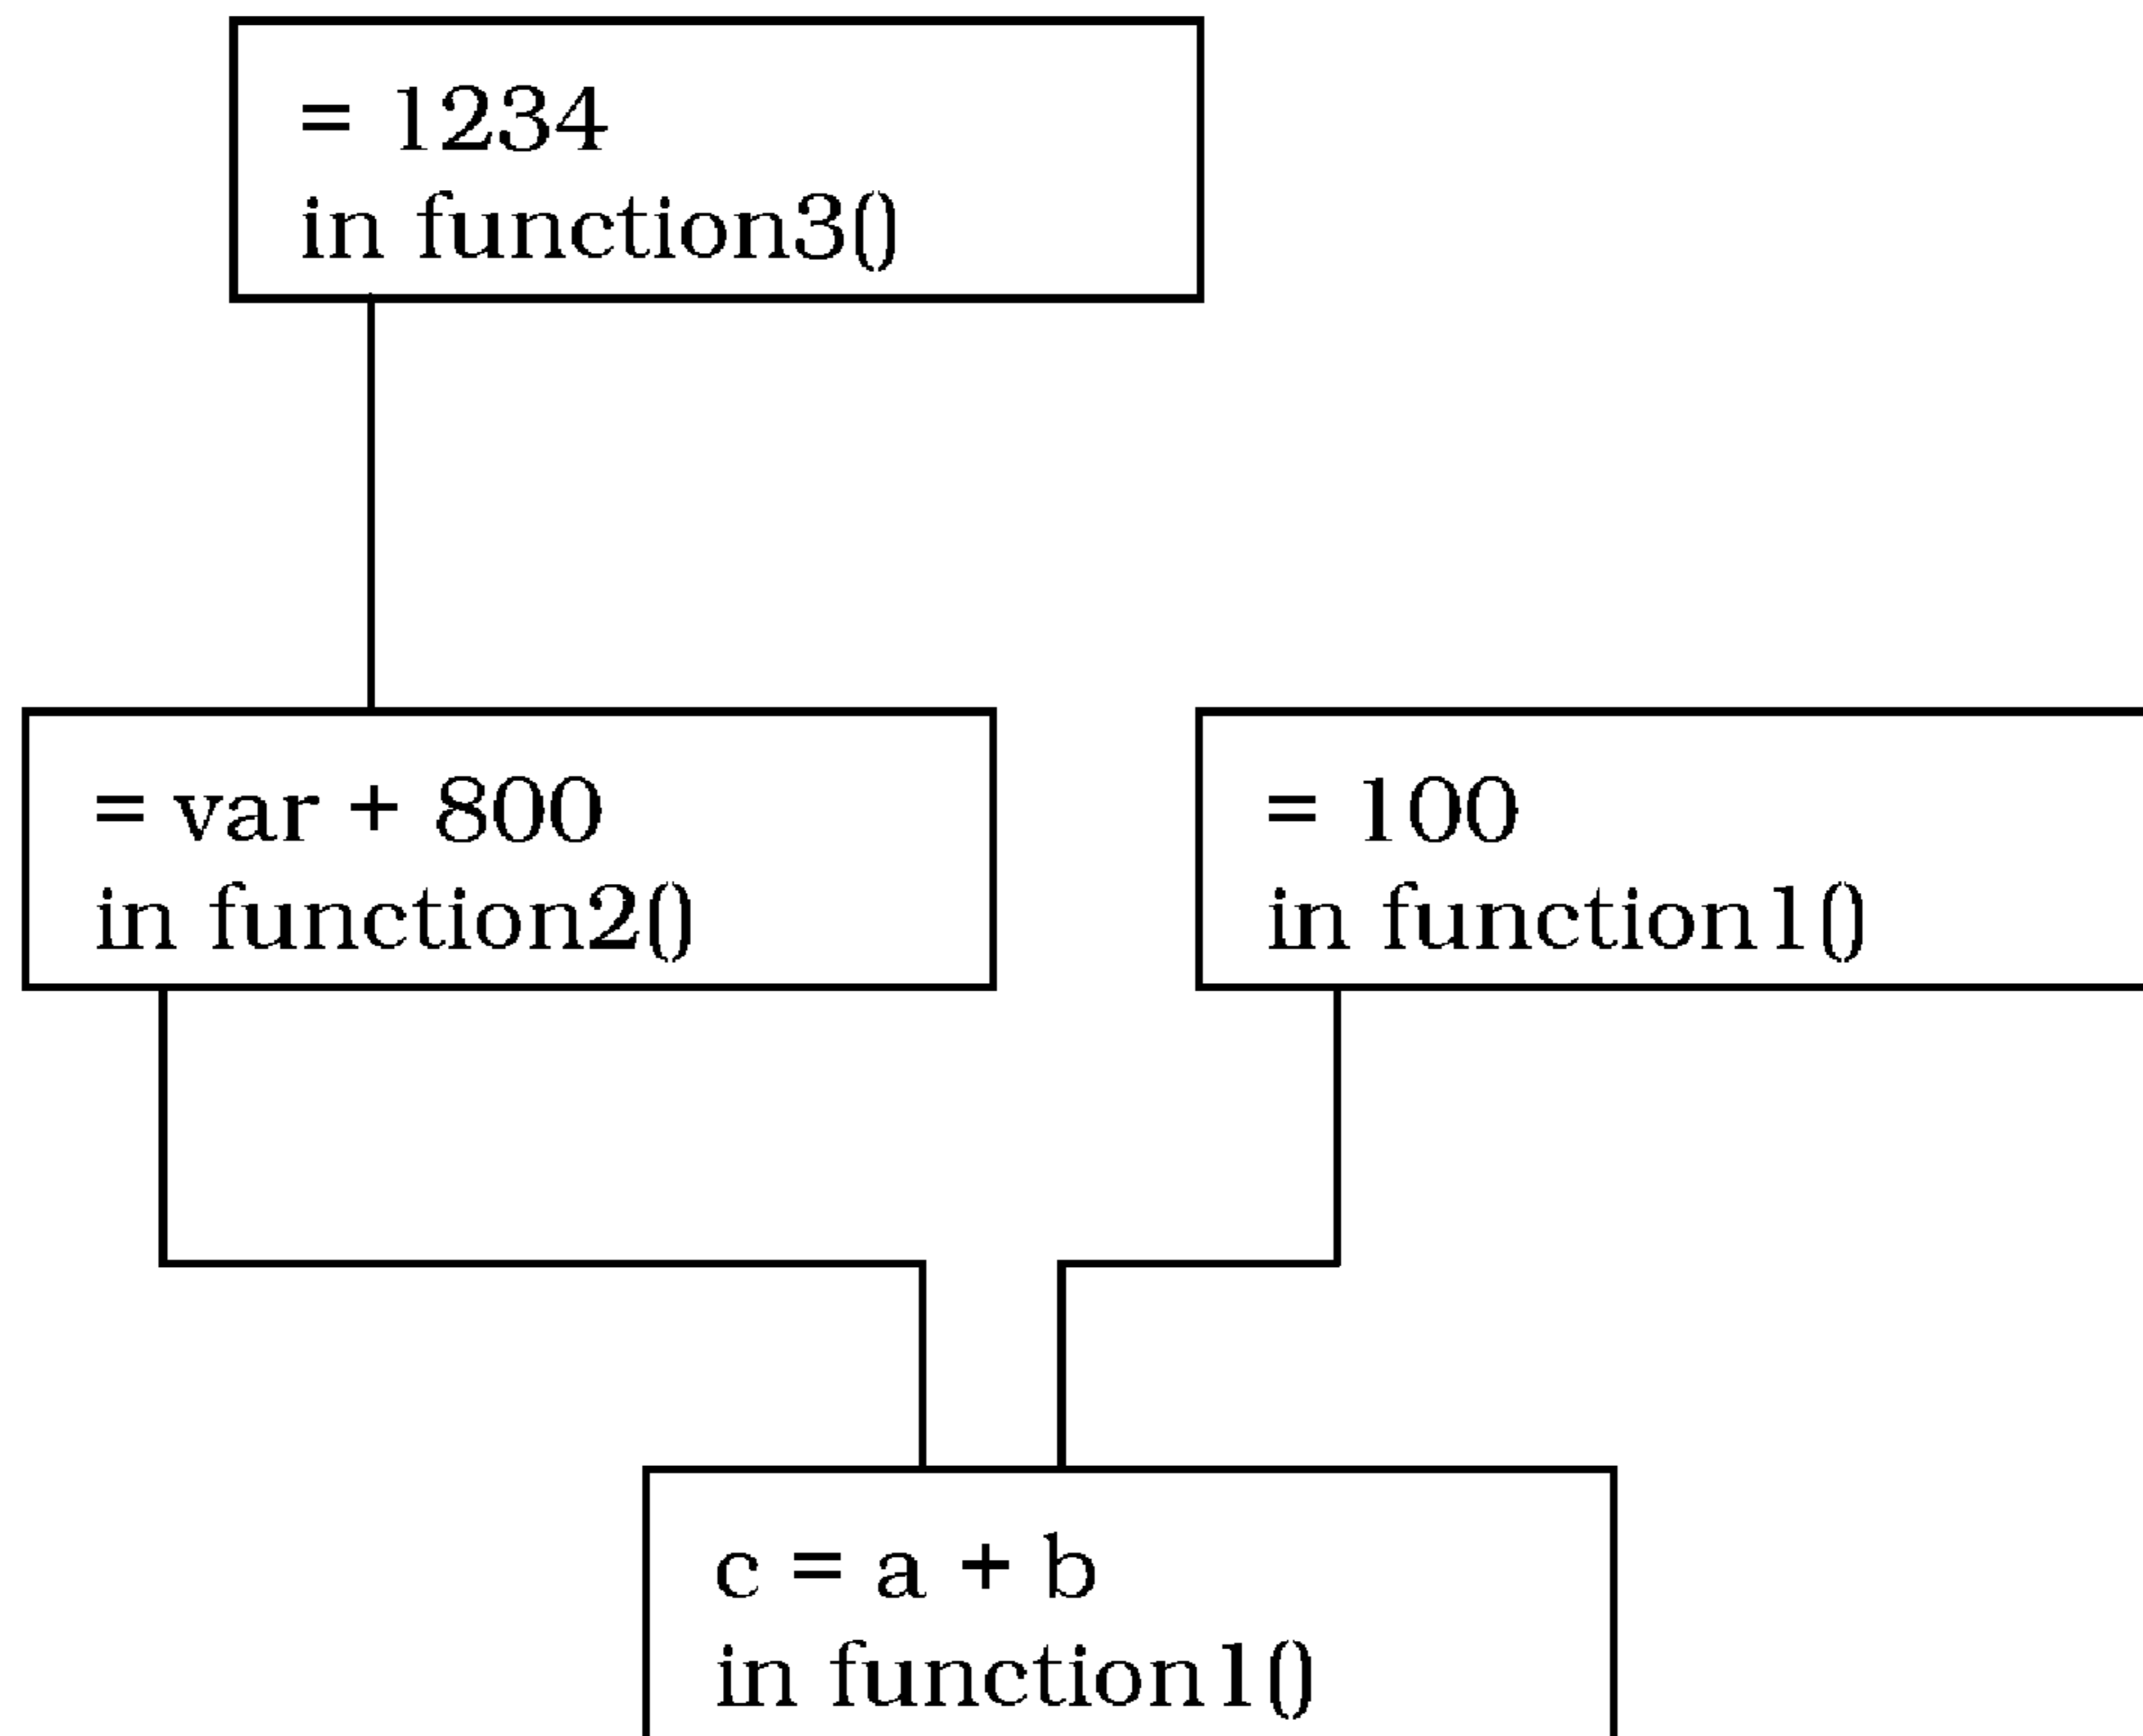 = 1234
in function3()
= var + 800
in function2()
= 100
in function1()
c = a + b
in function1()